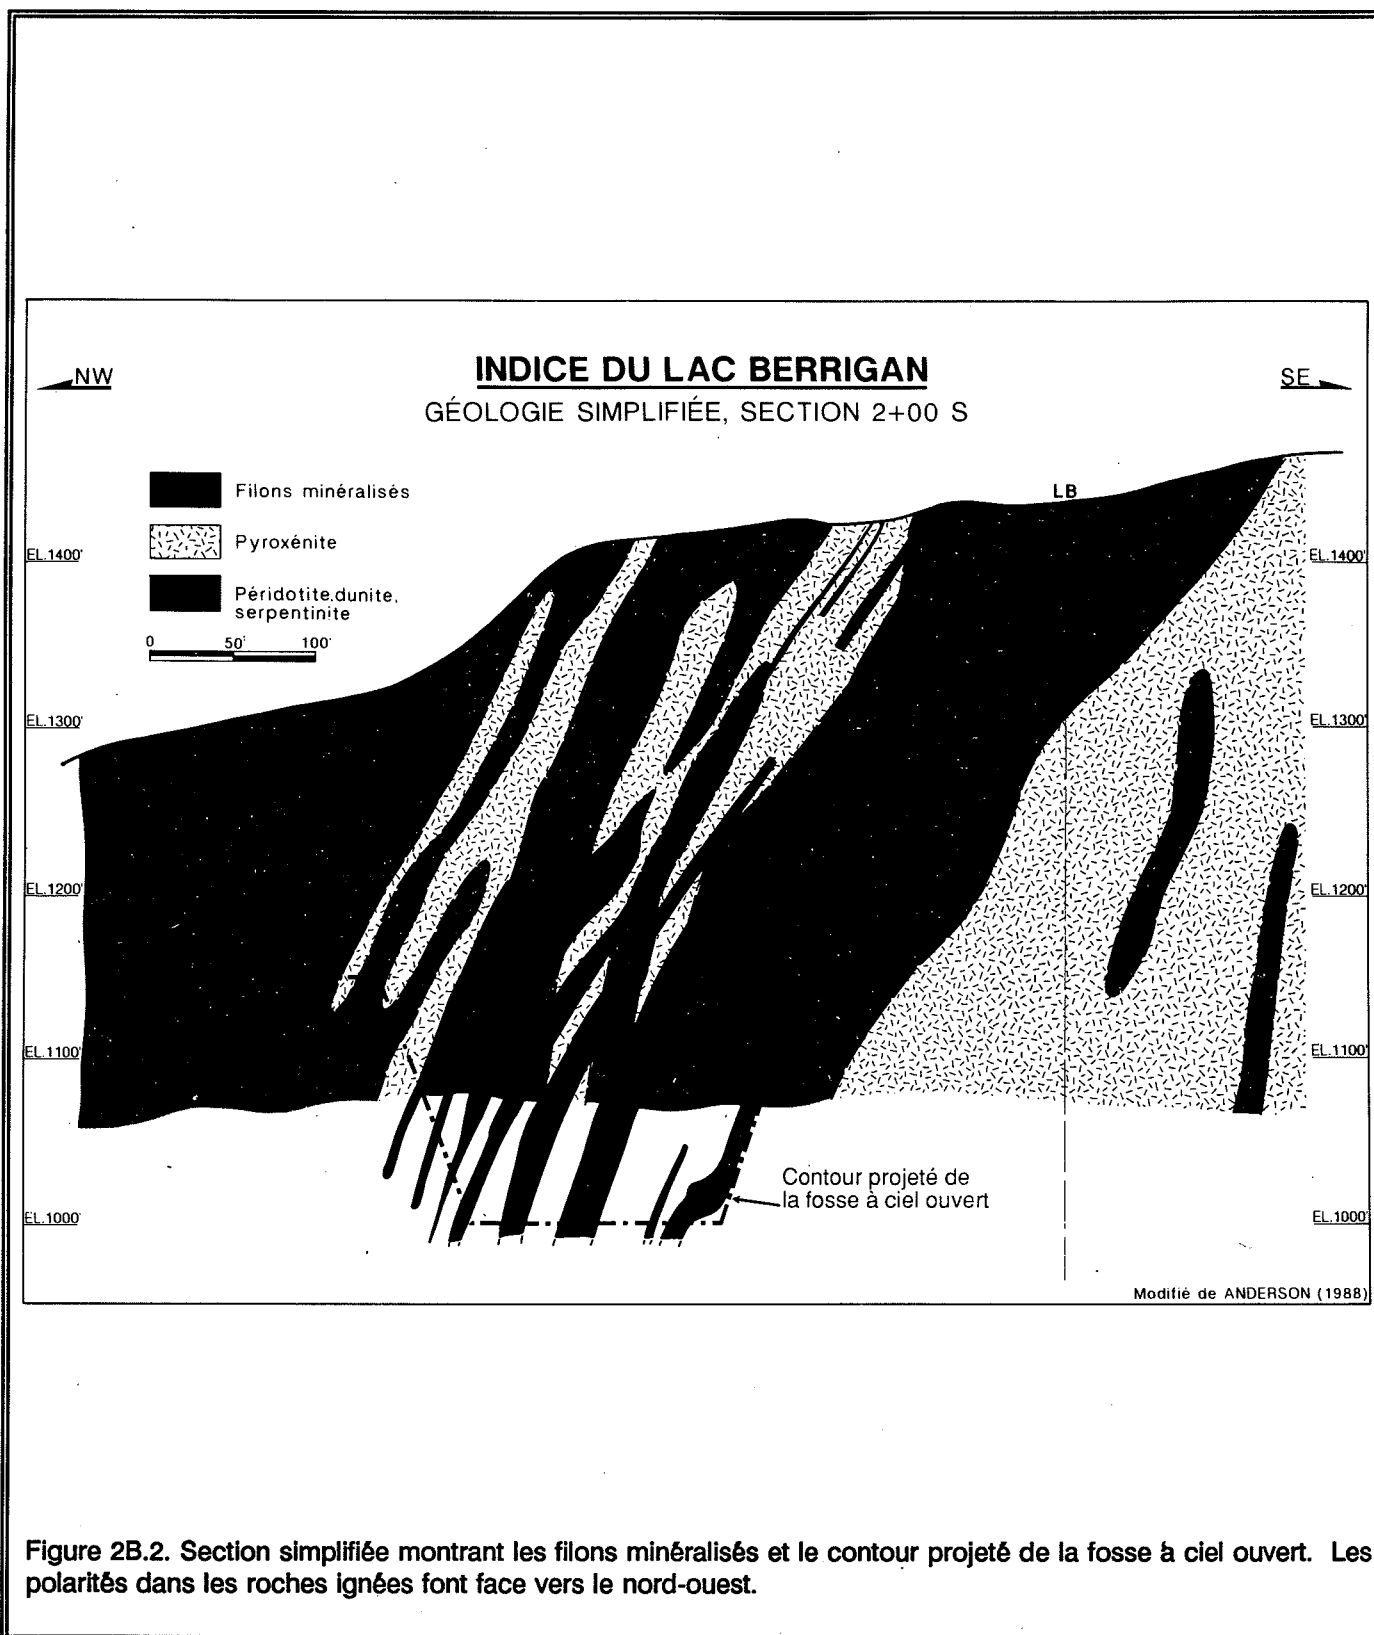 INDICE DU LAC BERRIGAN
NW
SE
GÉOLOGIE SIMPLIFIÉE, SECTION 2+00 S
Filons minéralisés
LB
Pyroxénite
EL.1400'
EL.1400'
Péridotite,dunite,
serpentinite
0 50' 100'
EL.1300'
EL.1300'
EL.1200'
EL.1200'
EL.1100'
EL.1100'
Contour projeté de
la fosse à ciel ouvert
EL.1000'
EL.1000'
Modifié de ANDERSON (1988)
Figure 2B.2. Section simplifiée montrant les filons minéralisés et le contour projeté de la fosse à ciel ouvert. Les
polarités dans les roches ignées font face vers le nord-ouest.